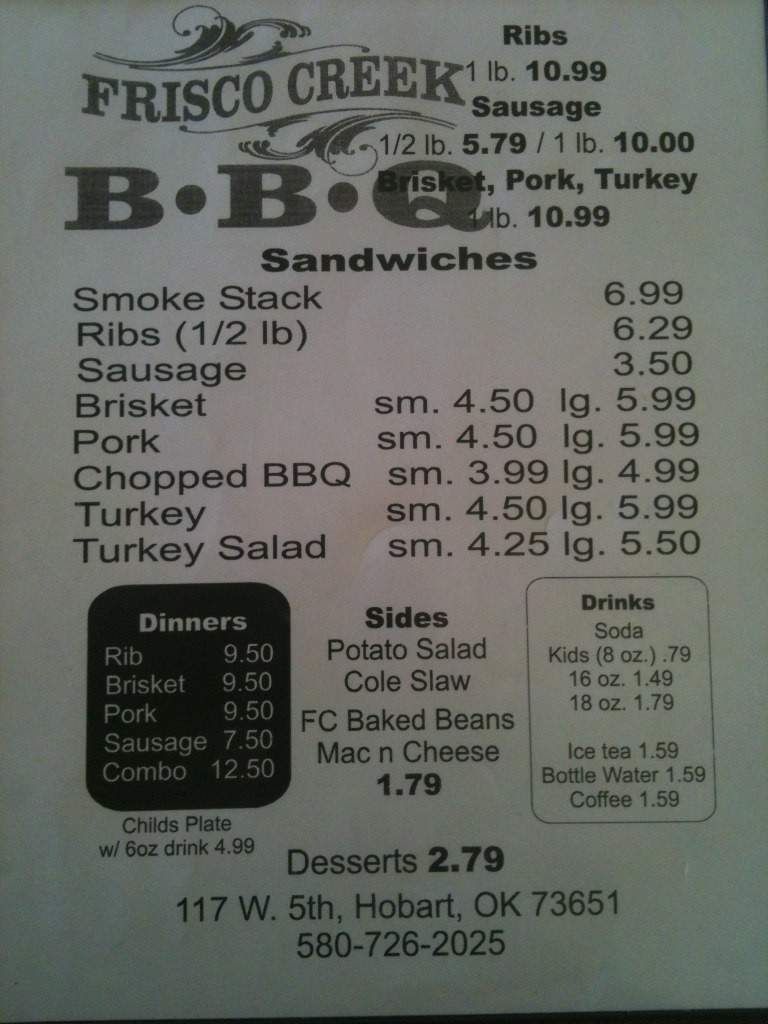 FRISCO CREEK
B•B•Q
Ribs
1 lb. 10.99
Sausage
1/2 lb. 5.79 / 1 lb. 10.00
Brisket, Pork, Turkey
1 lb. 10.99
Sandwiches
Smoke Stack 6.99
Ribs (1/2 lb) 6.29
Sausage 3.50
Brisket sm. 4.50 lg. 5.99
Pork sm. 4.50 lg. 5.99
Chopped BBQ sm. 3.99 lg. 4.99
Turkey sm. 4.50 lg. 5.99
Turkey Salad sm. 4.25 lg. 5.50
Dinners
Rib 9.50
Brisket 9.50
Pork 9.50
Sausage 7.50
Combo 12.50
Childs Plate
w/ 6oz drink 4.99
Sides
Potato Salad
Cole Slaw
FC Baked Beans
Mac n Cheese
1.79
Drinks
Soda
Kids (8 oz.) .79
16 oz. 1.49
18 oz. 1.79
Ice tea 1.59
Bottle Water 1.59
Coffee 1.59
Desserts 2.79
117 W. 5th, Hobart, OK 73651
580-726-2025